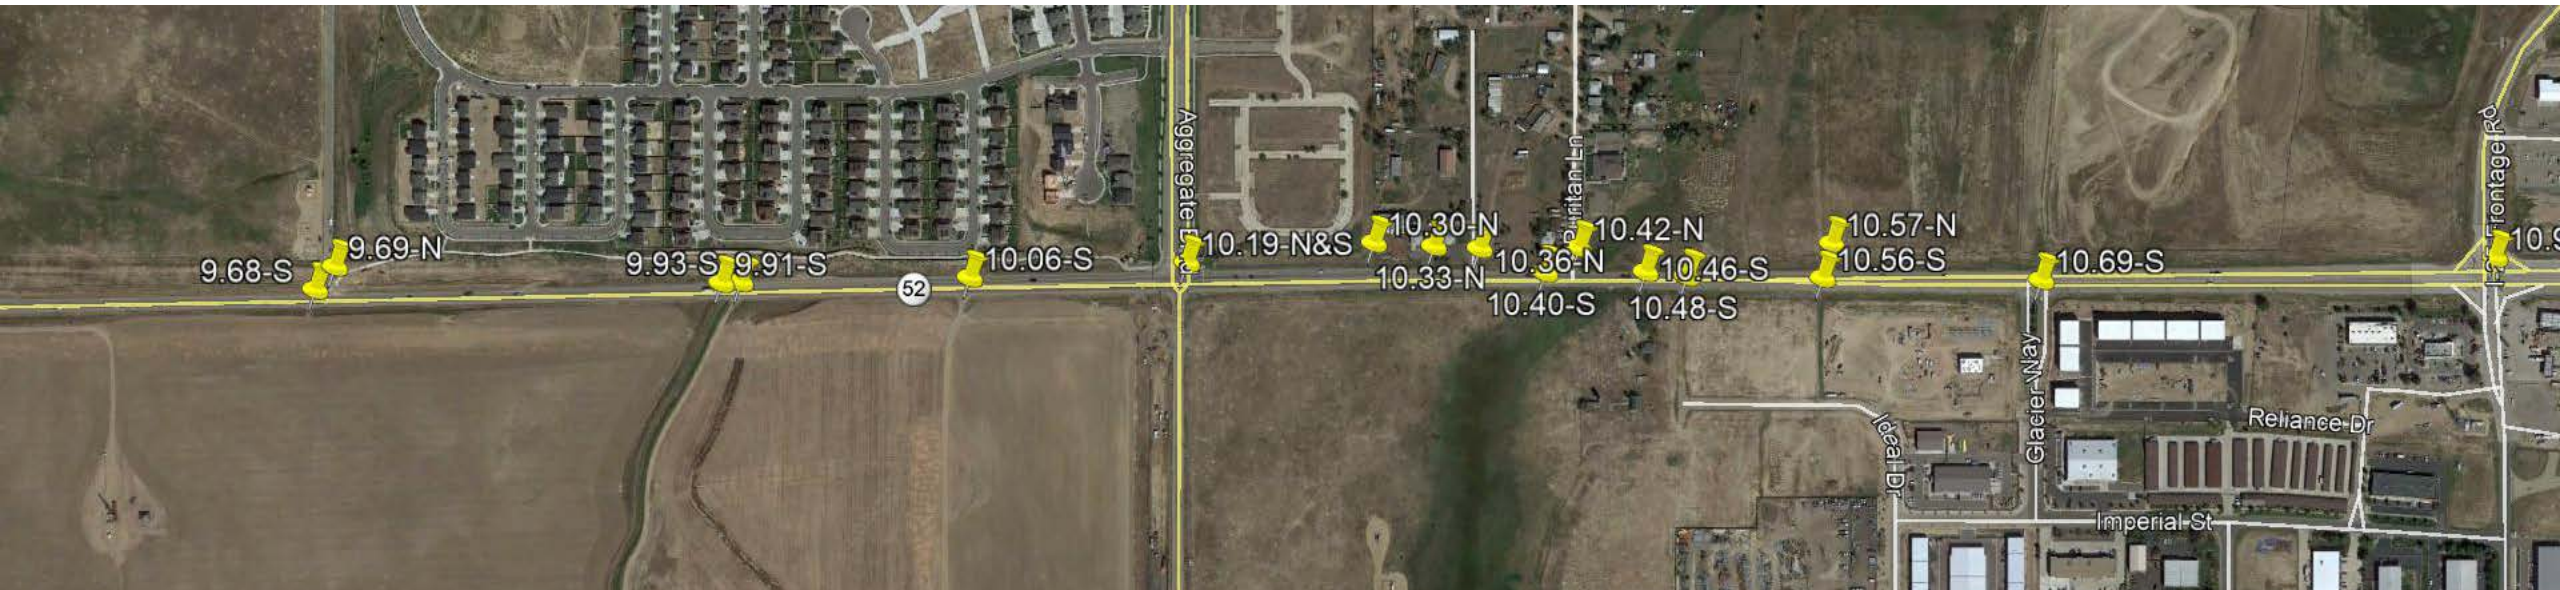 9.68-S
9.69-N
9.93-S
9.91-S
52
10.06-S
Aggregate
10.19-N&S
10.30-N
10.33-N
10.36-N
10.40-S
Puritan Ln
10.42-N
10.46-S
10.48-S
10.57-N
10.56-S
10.69-S
Glacier Way
Ideal Dr
Imperial St
Reliance Dr
Frontage Rd
10.9